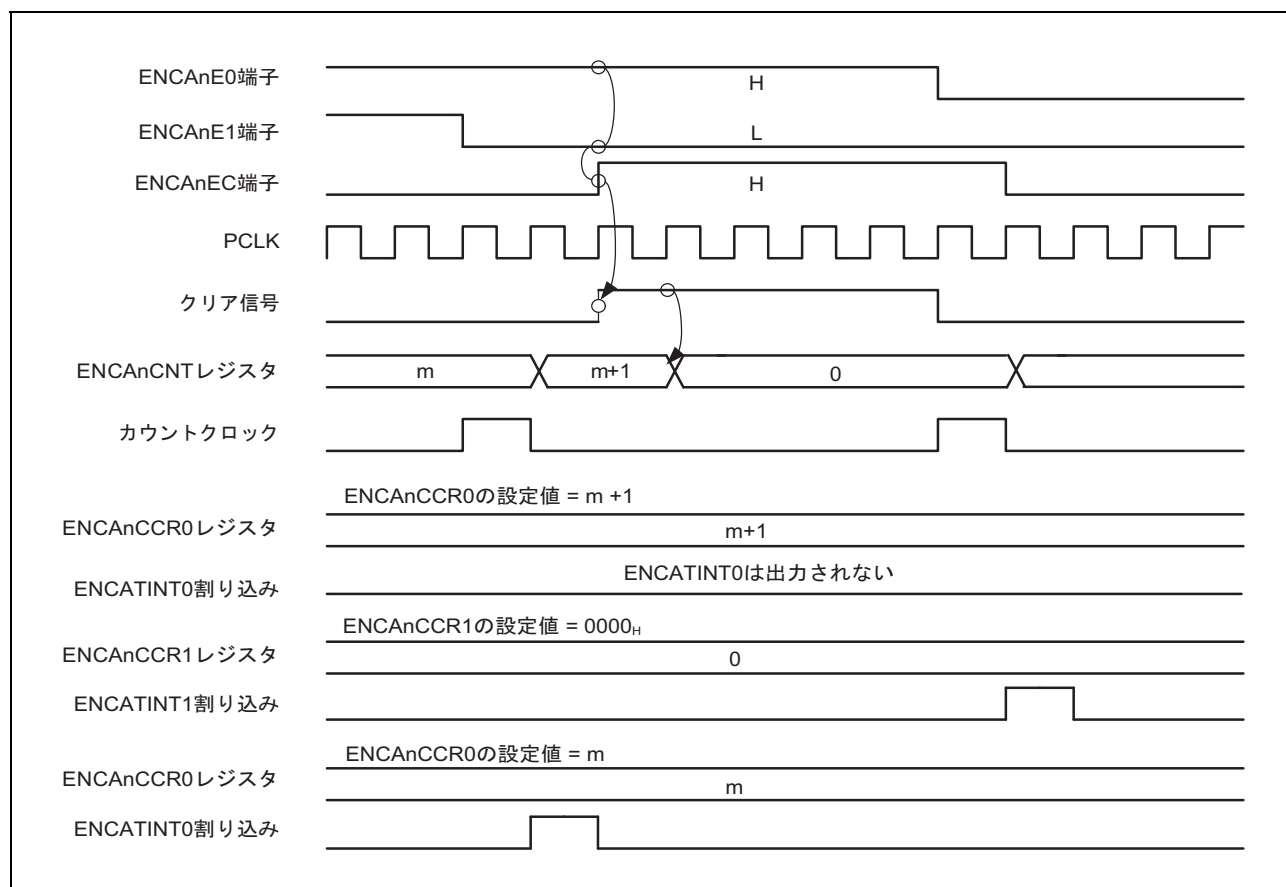 ENCAnE0端子
H
ENCAnE1端子
L
ENCAnEC端子
H
PCLK
クリア信号
ENCAnCNTレジスタ
m
m+1
0
カウントクロック
ENCAnCCR0の設定値 = m +1
ENCAnCCR0レジスタ
m+1
ENCATINT0は出力されない
ENCATINT0割り込み
ENCAnCCR1の設定値 = 0000H
ENCAnCCR1レジスタ
0
ENCATINT1割り込み
ENCAnCCR0の設定値 = m
ENCAnCCR0レジスタ
m
ENCATINT0割り込み